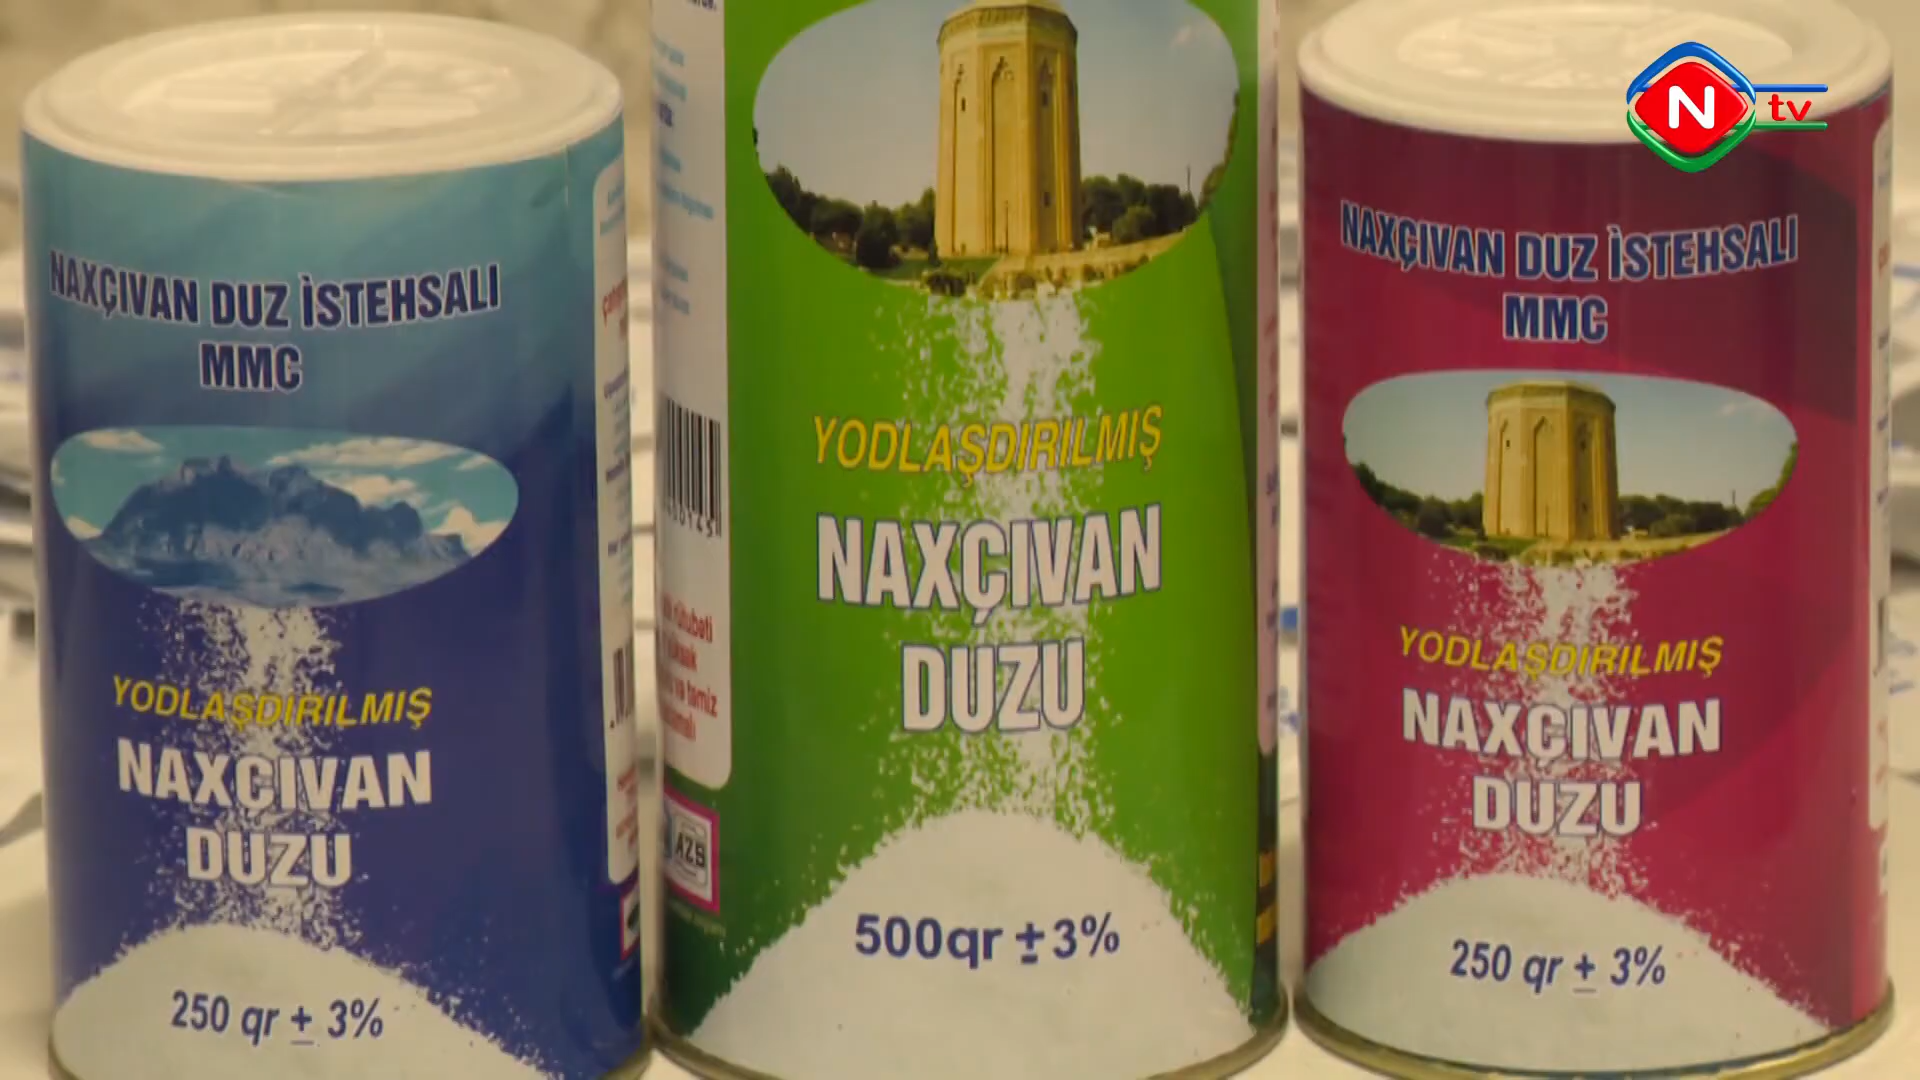 N tv
NAXÇIVAN DUZ İSTEHSALI
MMC
YODLAŞDIRILMIŞ
NAXÇIVAN
DUZU
250 qr ± 3%
YODLAŞDIRILMIŞ
NAXÇIVAN
DUZU
500qr ± 3%
AZS
NAXÇIVAN DUZ İSTEHSALI
MMC
YODLAŞDIRILMIŞ
NAXÇIVAN
DUZU
250 qr ± 3%